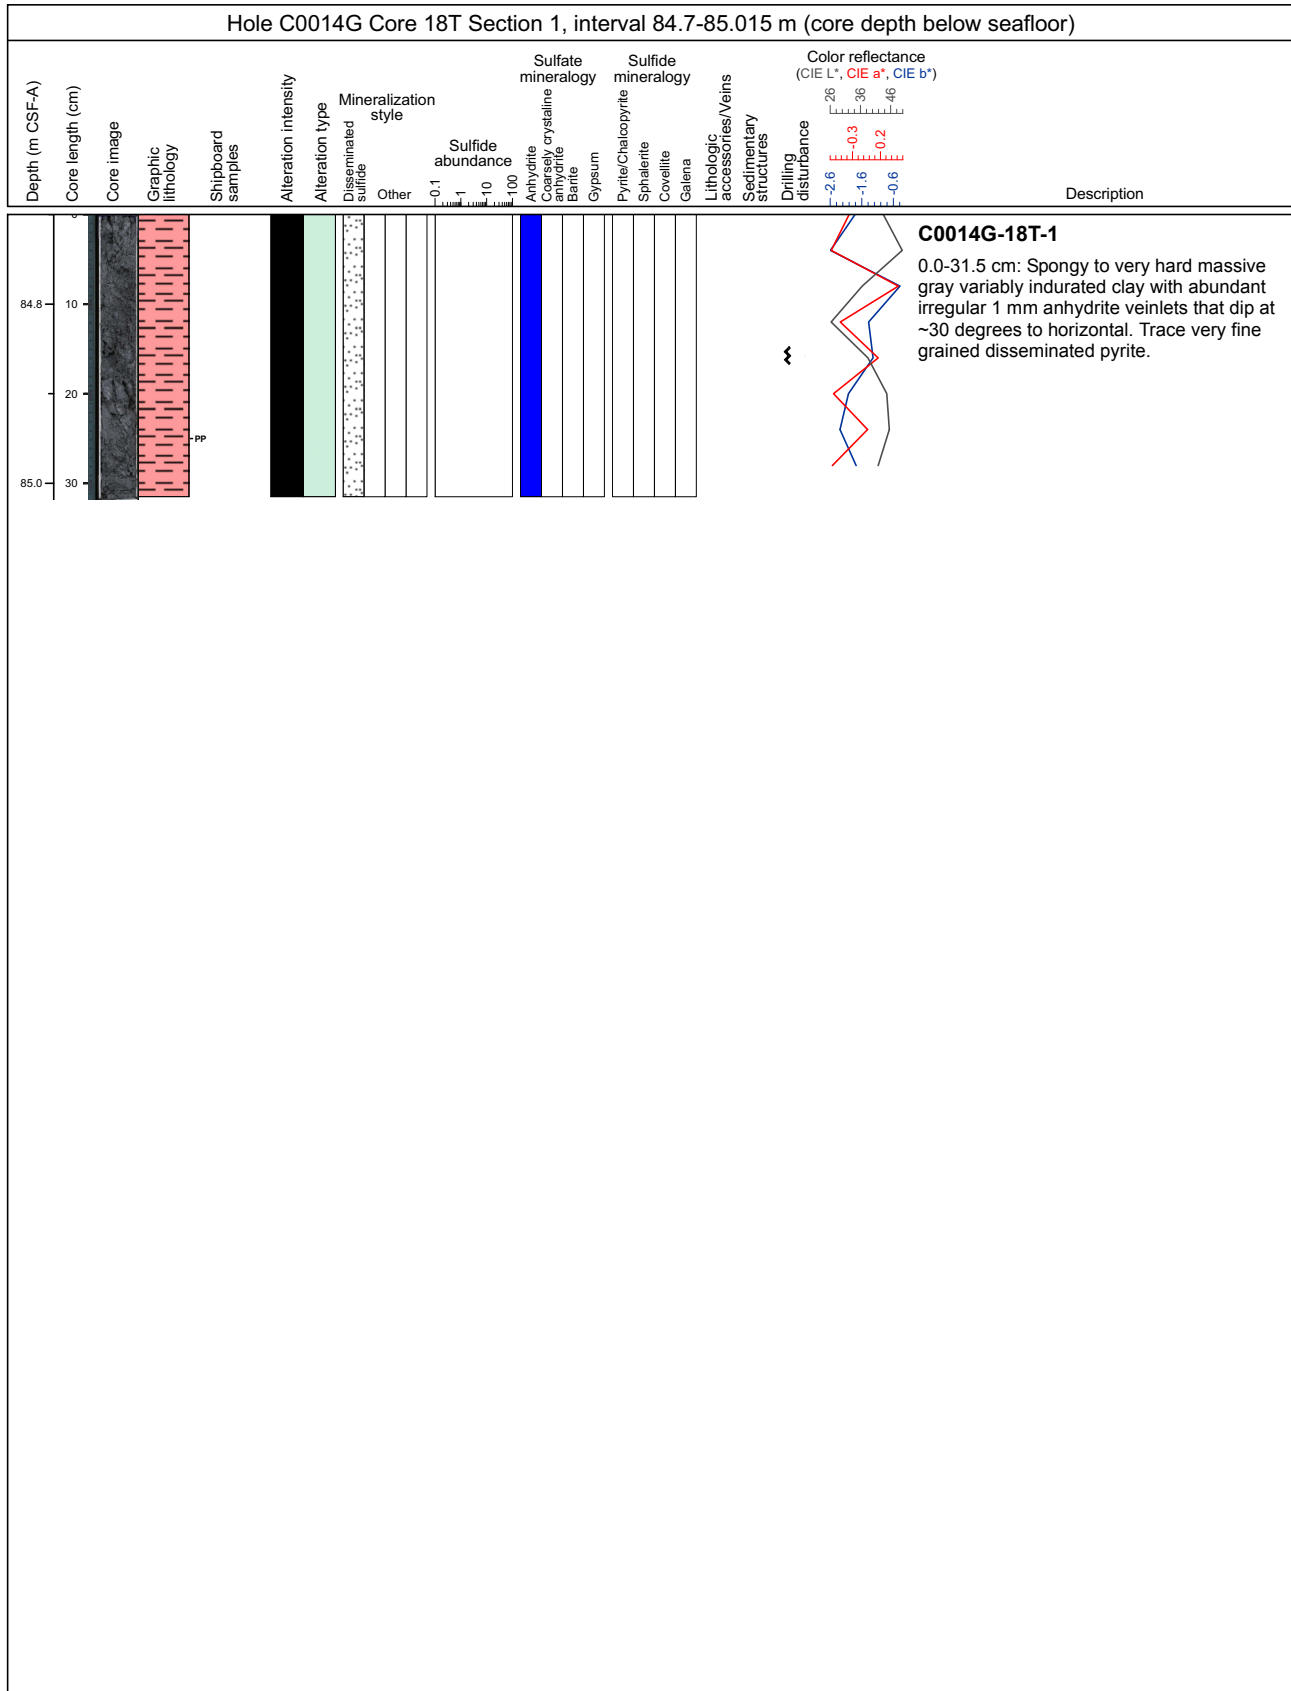 Hole C0014G Core 18T Section 1, interval 84.7-85.015 m (core depth below seafloor)
Depth (m CSF-A)
Core length (cm)
Core image
Graphic
lithology
Shipboard
samples
Alteration intensity
Alteration type
Mineralization
style
Disseminated
sulfide
Other
Sulfide
abundance
0.1
1
10
100
Sulfate
mineralogy
Anhydrite
Coarsely crystaline
anhydrite
Barite
Gypsum
Sulfide
mineralogy
Pyrite/Chalcopyrite
Sphalerite
Covellite
Galena
Lithologic
accessories/Veins
Sedimentary
structures
Drilling
disturbance
Color reflectance
(CIE L*, CIE a*, CIE b*)
26
36
46
-0.3
0.2
-2.6
-1.6
-0.6
Description
0
84.8
10
20
PP
85.0
30
C0014G-18T-1
0.0-31.5 cm: Spongy to very hard massive
gray variably indurated clay with abundant
irregular 1 mm anhydrite veinlets that dip at
~30 degrees to horizontal. Trace very fine
grained disseminated pyrite.